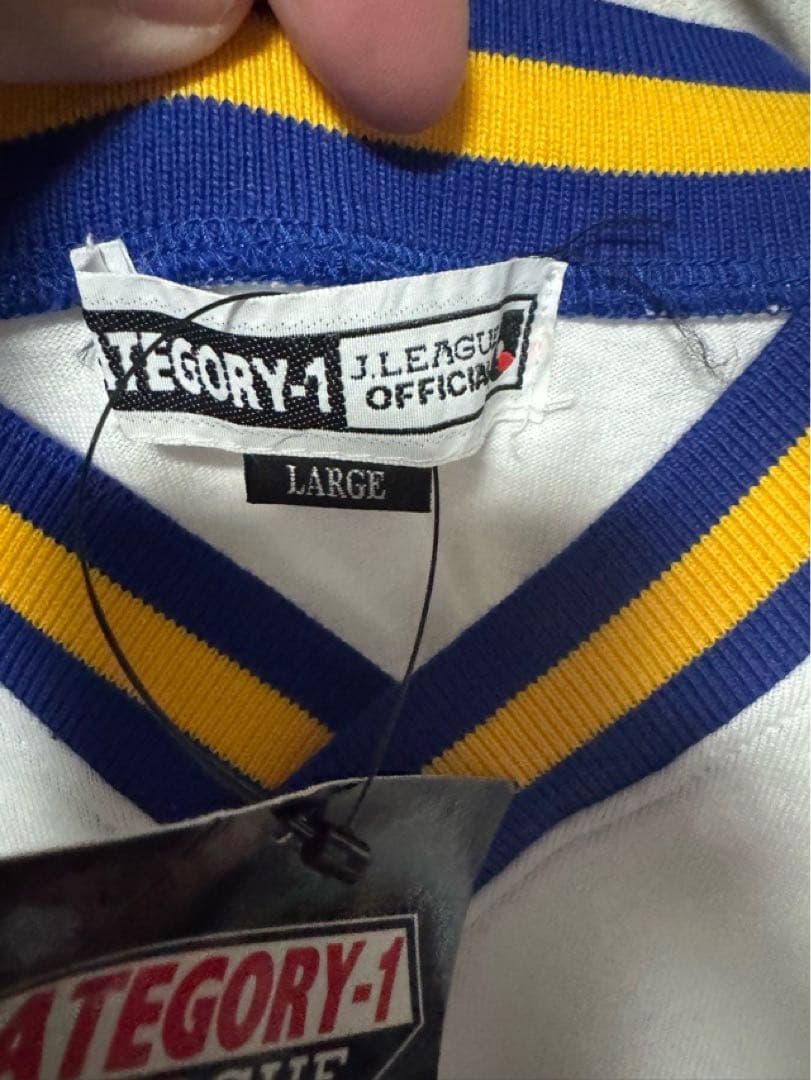 ATEGORY-1
J.LEAGUE
OFFICIAL
LARGE
ATEGORY-1